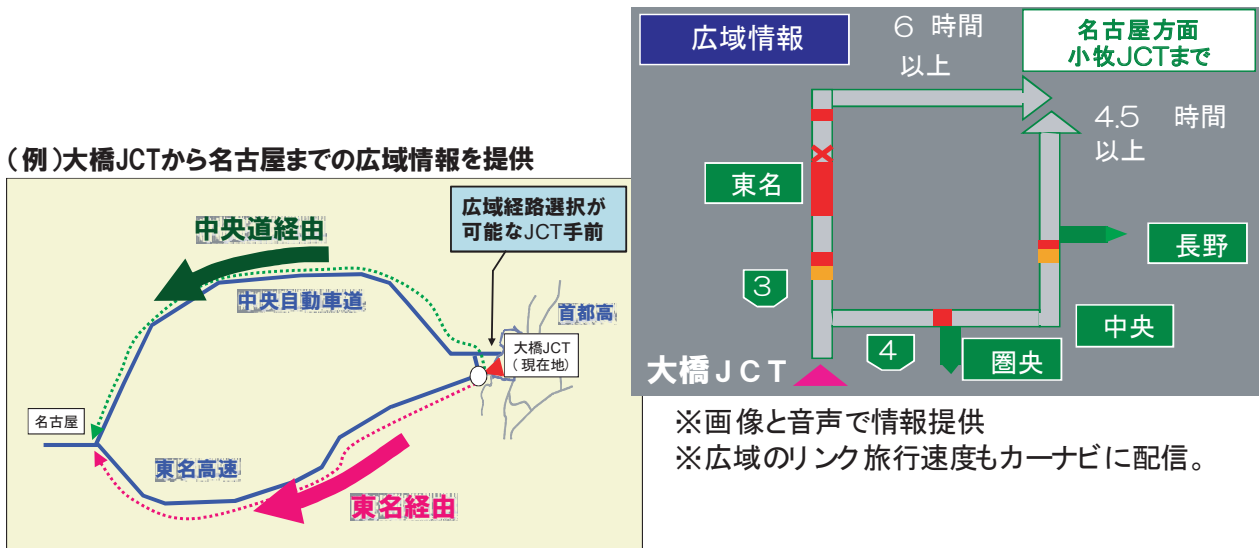 （例）大橋JCTから名古屋までの広域情報を提供
広域経路選択が
可能なJCT手前
中央道経由
中央自動車道
首都高
大橋JCT
（現在地）
名古屋
東名高速
東名経由
広域情報
6 時間
以上
名古屋方面
小牧JCTまで
4.5 時間
以上
東名
長野
3
中央
4
圏央
大橋JCT
※画像と音声で情報提供
※広域のリンク旅行速度もカーナビに配信。